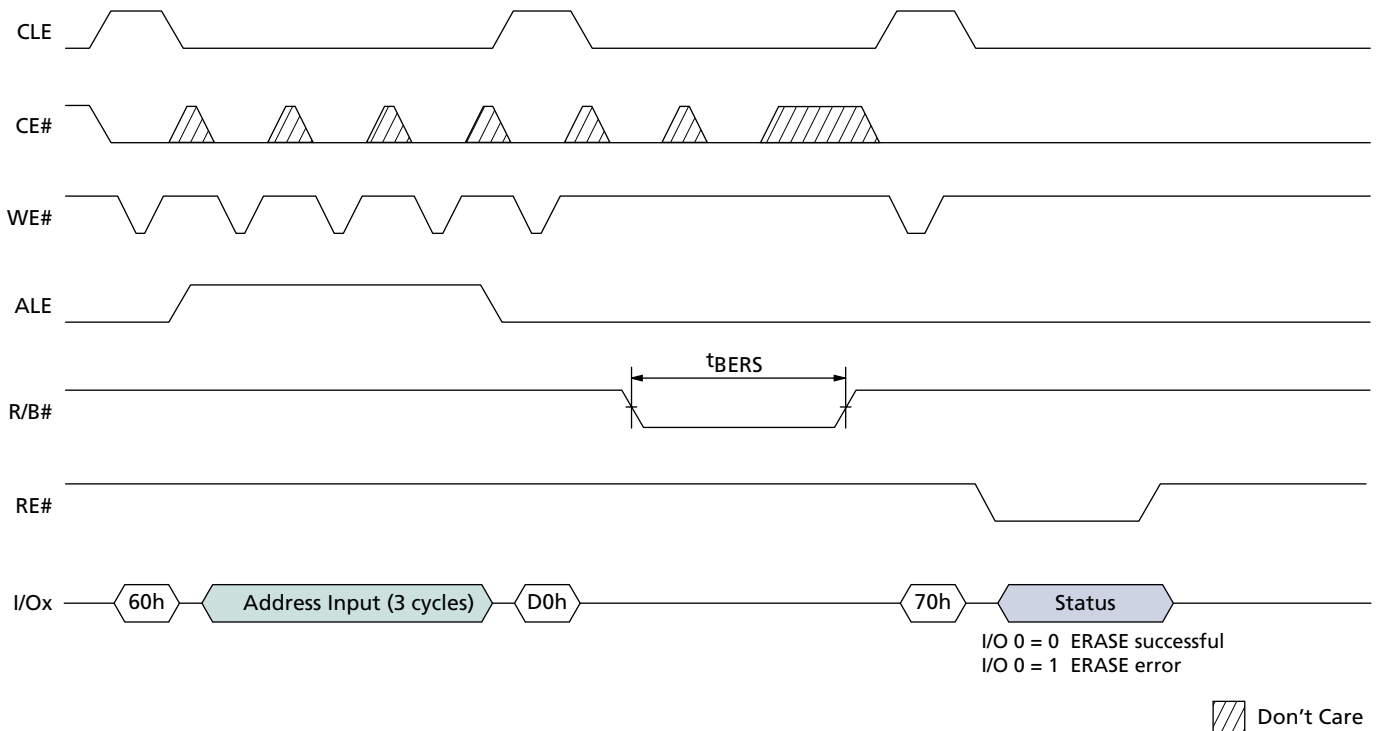 CLE
CE#
WE#
ALE
tBERS
R/B#
RE#
I/Ox
60h
Address Input (3 cycles)
D0h
70h
Status
I/O 0 = 0 ERASE successful
I/O 0 = 1 ERASE error
Don't Care